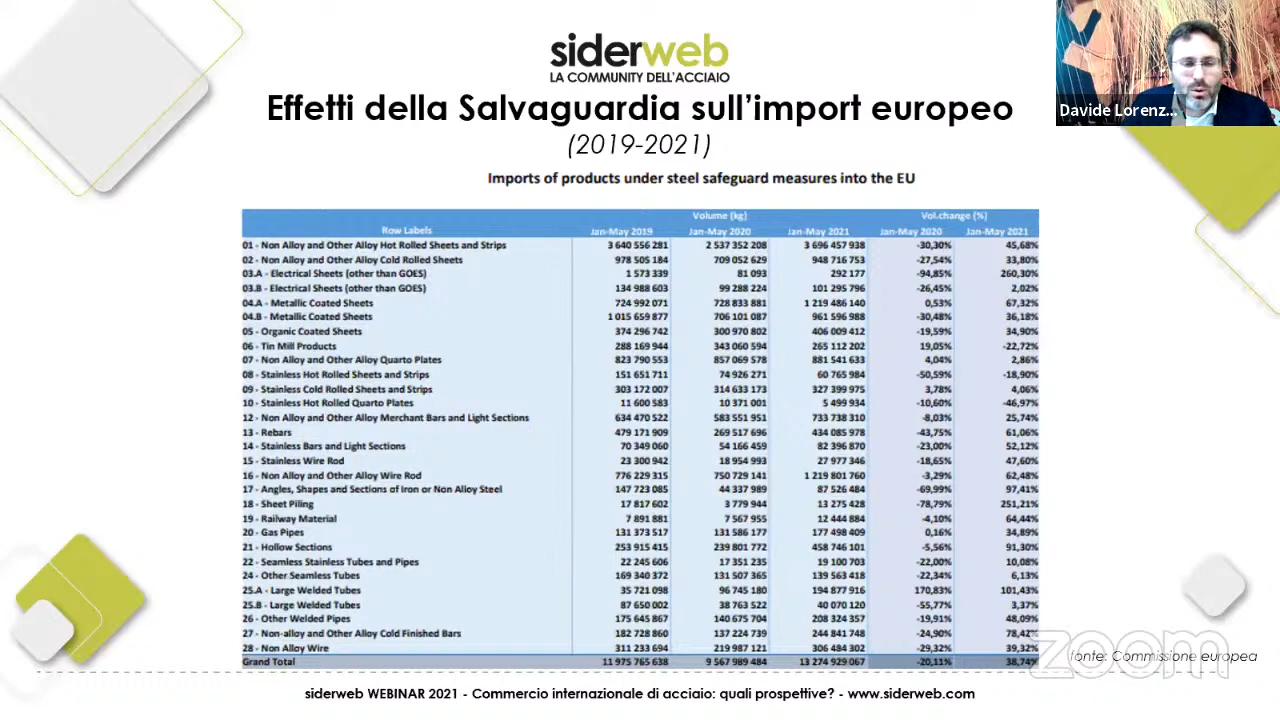 siderweb
LA COMMUNITY DELL'ACCIAIO
Effetti della Salvaguardia sull'import europeo
(2019-2021)
Davide Lorenz...
Imports of products under steel safeguard measures into the EU
Volume (kg) Vol.change (%)
Row Labels Jan-May 2019 Jan-May 2020 Jan-May 2021 Jan-May 2020 Jan-May 2021
01 - Non Alloy and Other Alloy Hot Rolled Sheets and Strips 3 640 556 281 2 537 352 208 3 696 457 938 -30,30% 45,68%
02 - Non Alloy and Other Alloy Cold Rolled Sheets 978 505 184 709 052 629 948 716 753 -27,54% 33,80%
03.A - Electrical Sheets (other than GOES) 1 573 339 81 093 292 177 -94,85% 260,30%
03.B - Electrical Sheets (other than GOES) 134 988 603 99 288 224 101 295 796 -26,45% 2,02%
04.A - Metallic Coated Sheets 724 992 071 728 833 881 1 219 486 140 0,53% 67,32%
04.B - Metallic Coated Sheets 1 015 659 877 706 101 087 961 596 988 -30,48% 36,18%
05 - Organic Coated Sheets 374 296 742 300 970 802 406 009 412 -19,59% 34,90%
06 - Tin Mill Products 288 169 944 343 060 594 265 112 202 19,05% -22,72%
07 - Non Alloy and Other Alloy Quarto Plates 823 790 553 857 069 578 881 541 633 4,04% 2,86%
08 - Stainless Hot Rolled Sheets and Strips 151 651 711 74 926 271 60 765 984 -50,59% -18,90%
09 - Stainless Cold Rolled Sheets and Strips 303 172 007 314 633 173 327 399 975 3,78% 4,06%
10 - Stainless Hot Rolled Quarto Plates 11 600 583 10 371 001 5 499 934 -10,60% -46,97%
12 - Non Alloy and Other Alloy Merchant Bars and Light Sections 634 470 522 583 551 951 733 738 310 -8,03% 25,74%
13 - Rebars 479 171 909 269 517 696 434 085 978 -43,75% 61,06%
14 - Stainless Bars and Light Sections 70 349 060 54 166 459 82 396 870 -23,00% 52,12%
15 - Stainless Wire Rod 23 300 942 18 954 993 27 977 346 -18,65% 47,60%
16 - Non Alloy and Other Alloy Wire Rod 776 229 315 750 729 141 1 219 801 760 -3,29% 62,48%
17 - Angles, Shapes and Sections of Iron or Non Alloy Steel 147 723 085 44 337 989 87 526 484 -69,99% 97,41%
18 - Sheet Piling 17 817 602 3 779 944 13 275 428 -78,79% 251,21%
19 - Railway Material 7 891 881 7 567 955 12 444 884 -4,10% 64,44%
20 - Gas Pipes 131 373 517 131 586 177 177 498 409 0,16% 34,89%
21 - Hollow Sections 253 915 415 239 801 772 458 746 101 -5,56% 91,30%
22 - Seamless Stainless Tubes and Pipes 22 245 606 17 351 235 19 100 703 -22,00% 10,08%
24 - Other Seamless Tubes 169 340 372 131 507 365 139 563 418 -22,34% 6,13%
25.A - Large Welded Tubes 35 721 098 96 745 180 194 877 916 170,83% 101,43%
25.B - Large Welded Tubes 87 650 002 38 763 522 40 070 120 -55,77% 3,37%
26 - Other Welded Pipes 175 645 867 140 675 704 208 324 357 -19,91% 48,09%
27 - Non-alloy and Other Alloy Cold Finished Bars 182 728 860 137 224 739 244 841 748 -24,90% 78,42%
28 - Non Alloy Wire 311 233 694 219 987 121 306 484 302 -29,32% 39,32%
Grand Total 11 975 765 638 9 567 989 484 13 274 929 067 -20,11% 38,74%
zoom
fonte: Commissione europea
siderweb WEBINAR 2021 - Commercio internazionale di acciaio: quali prospettive? - www.siderweb.com